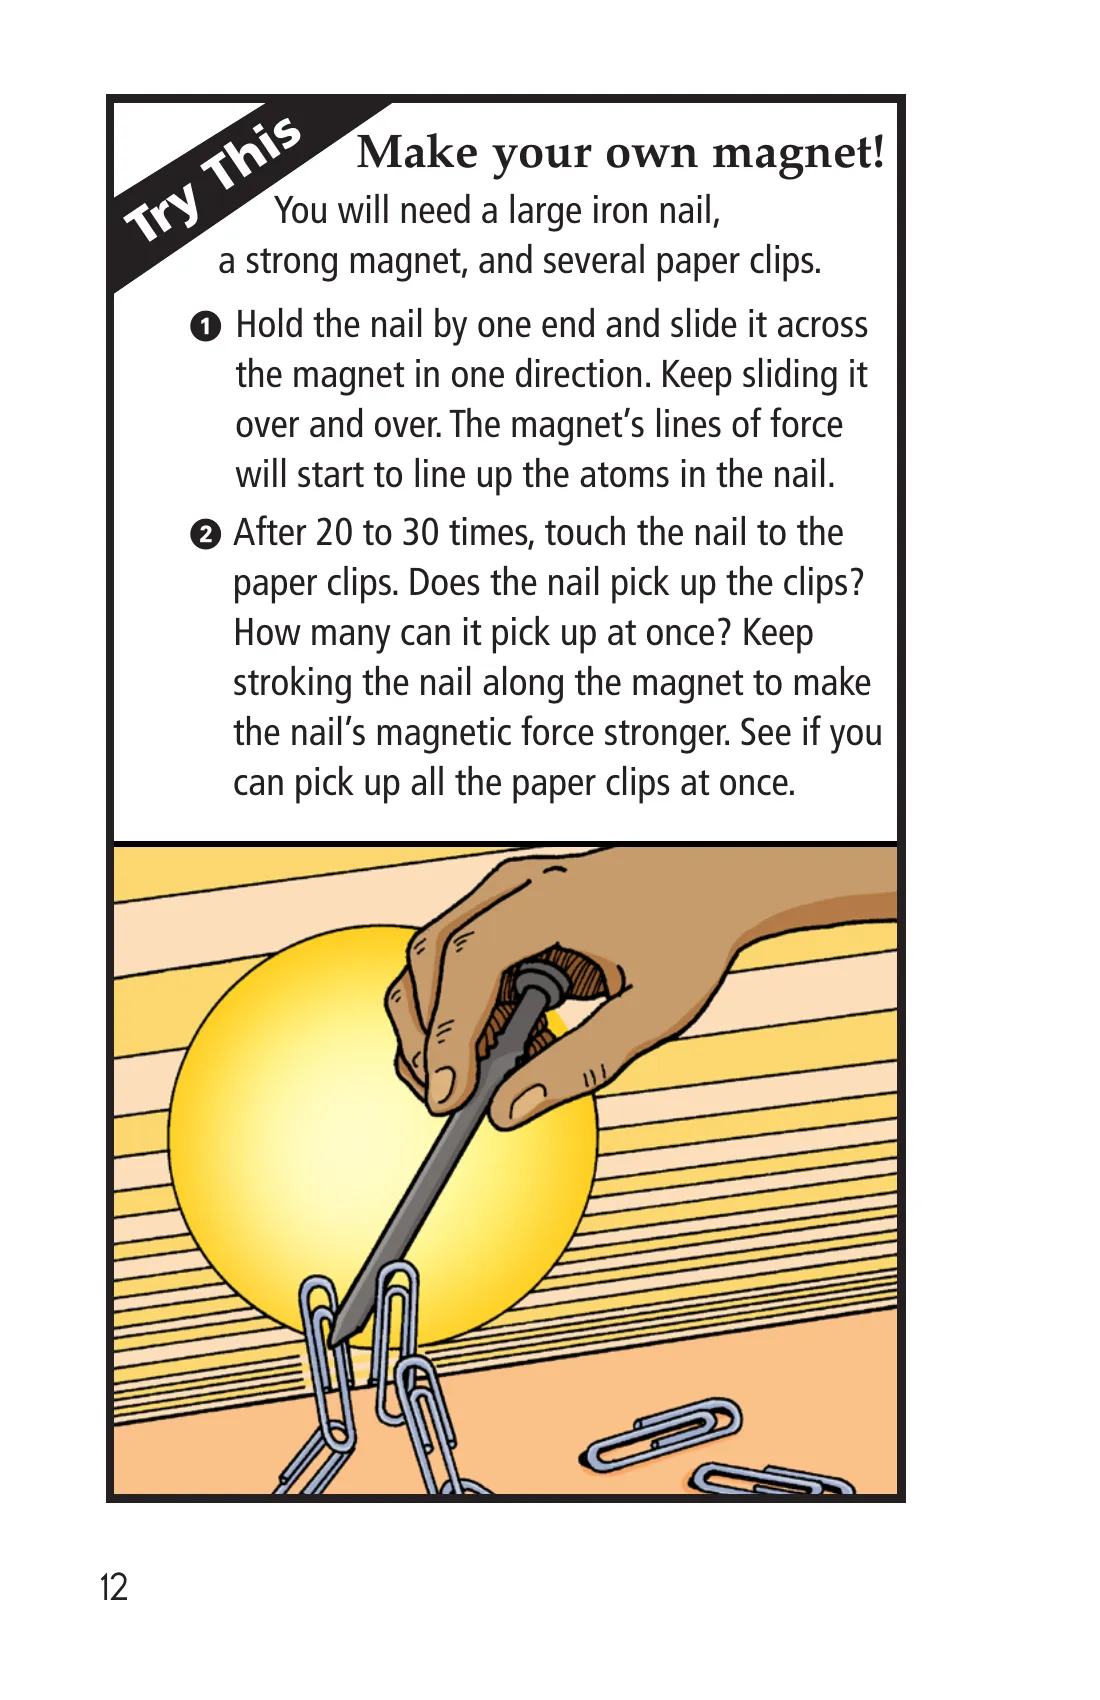 Try This
Make your own magnet!
You will need a large iron nail,
a strong magnet, and several paper clips.
1 Hold the nail by one end and slide it across
the magnet in one direction. Keep sliding it
over and over. The magnet’s lines of force
will start to line up the atoms in the nail.
2 After 20 to 30 times, touch the nail to the
paper clips. Does the nail pick up the clips?
How many can it pick up at once? Keep
stroking the nail along the magnet to make
the nail’s magnetic force stronger. See if you
can pick up all the paper clips at once.
12